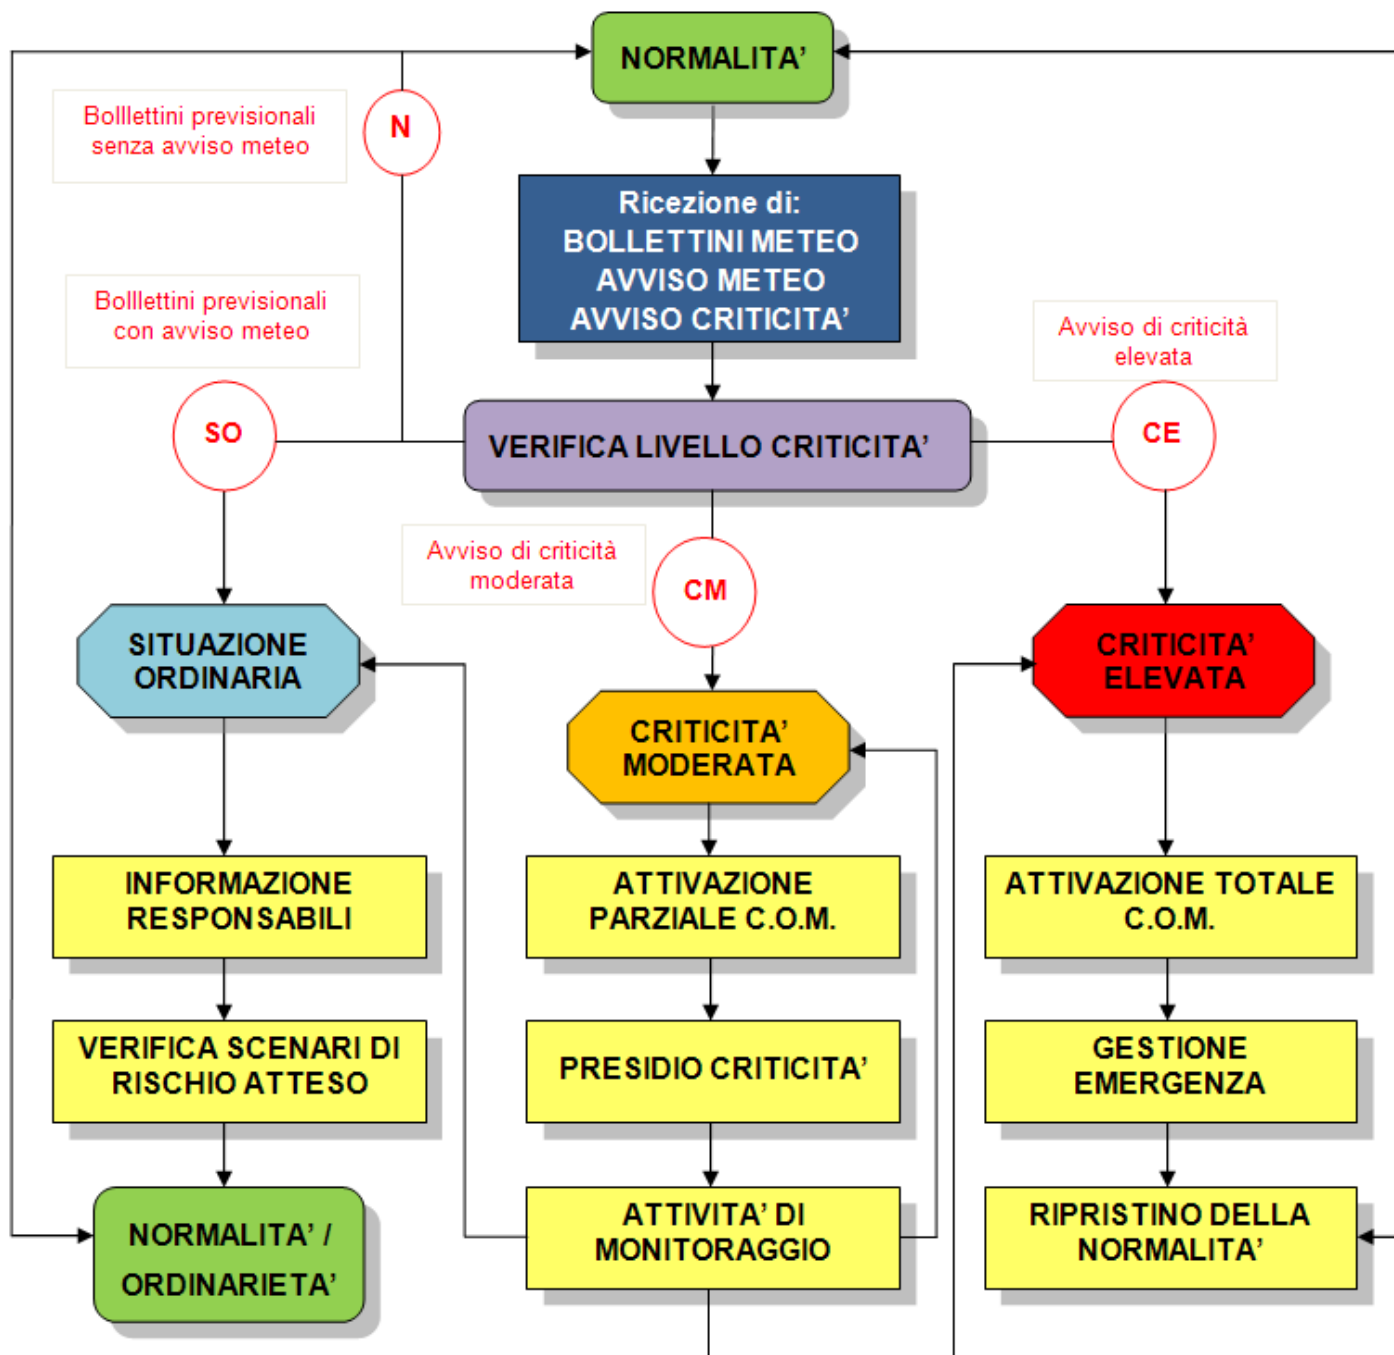 NORMALITA’
Bolllettini previsionali
senza avviso meteo
N
Ricezione di:
BOLLETTINI METEO
AVVISO METEO
AVVISO CRITICITA’
Bolllettini previsionali
con avviso meteo
Avviso di criticità
elevata
SO
VERIFICA LIVELLO CRITICITA’
CE
Avviso di criticità
moderata
CM
SITUAZIONE
ORDINARIA
CRITICITA’
MODERATA
CRITICITA’
ELEVATA
INFORMAZIONE
RESPONSABILI
ATTIVAZIONE
PARZIALE C.O.M.
ATTIVAZIONE TOTALE
C.O.M.
VERIFICA SCENARI DI
RISCHIO ATTESO
PRESIDIO CRITICITA’
GESTIONE
EMERGENZA
NORMALITA’ /
ORDINARIETA’
ATTIVITA’ DI
MONITORAGGIO
RIPRISTINO DELLA
NORMALITA’